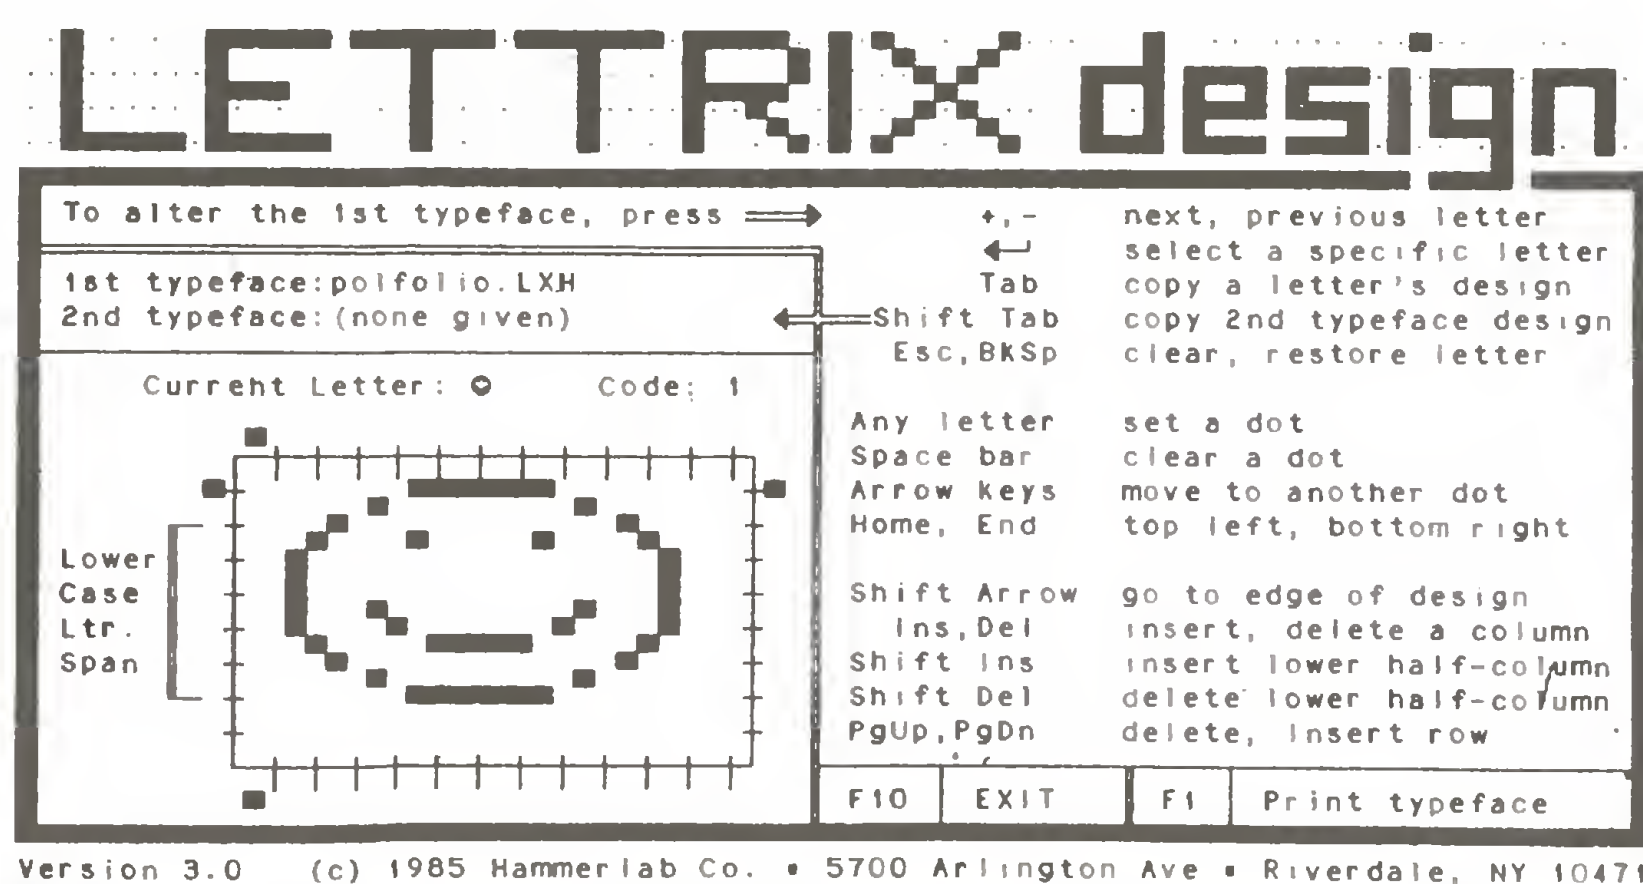 LETTRIX design
To alter the 1st typeface, press ⇒
1st typeface:polfolio.LXH
2nd typeface:(none given)
Current Letter: Code: 1
Lower
Case
Ltr.
Span
+,- next, previous letter
↵ select a specific letter
Tab copy a letter's design
Shift Tab copy 2nd typeface design
Esc,BKSp clear, restore letter
Any letter set a dot
Space bar clear a dot
Arrow keys move to another dot
Home, End top left, bottom right
Shift Arrow go to edge of design
Ins,Del insert, delete a column
Shift Ins insert lower half-column
Shift Del delete lower half-column
PgUp,PgDn delete, Insert row
F10 EXIT F1 Print typeface
Version 3.0 (c) 1985 Hammerlab Co. ▪ 5700 Arlington Ave ▪ Riverdale, NY 10471